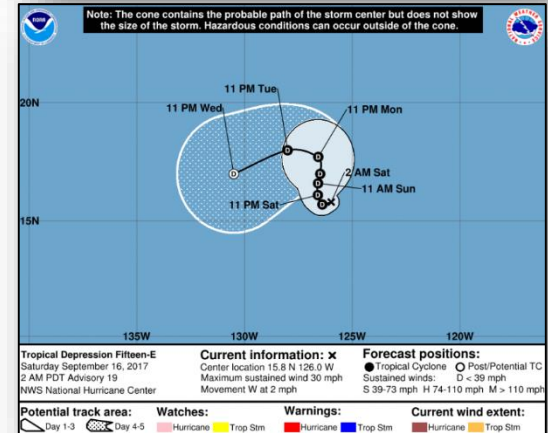 Note: The cone contains the probable path of the storm center but does not show
the size of the storm. Hazardous conditions can occur outside of the cone.
NOAA
20N
11 PM Tue
11 PM Wed
11 PM Mon
2 AM Sat
11 AM Sun
11 PM Sat
15N
135W 130W 125W 120W
Tropical Depression Fifteen-E
Saturday September 16, 2017
2 AM PDT Advisory 19
NWS National Hurricane Center
Current information: ×
Center location 15.8 N 126.0 W
Maximum sustained wind 30 mph
Movement W at 2 mph
Forecast positions:
● Tropical Cyclone ○ Post/Potential TC
Sustained winds: D < 39 mph
S 39-73 mph H 74-110 mph M > 110 mph
Potential track area:
Day 1-3 Day 4-5
Watches:
Hurricane Trop Stm
Warnings:
Hurricane Trop Stm
Current wind extent:
Hurricane Trop Stm